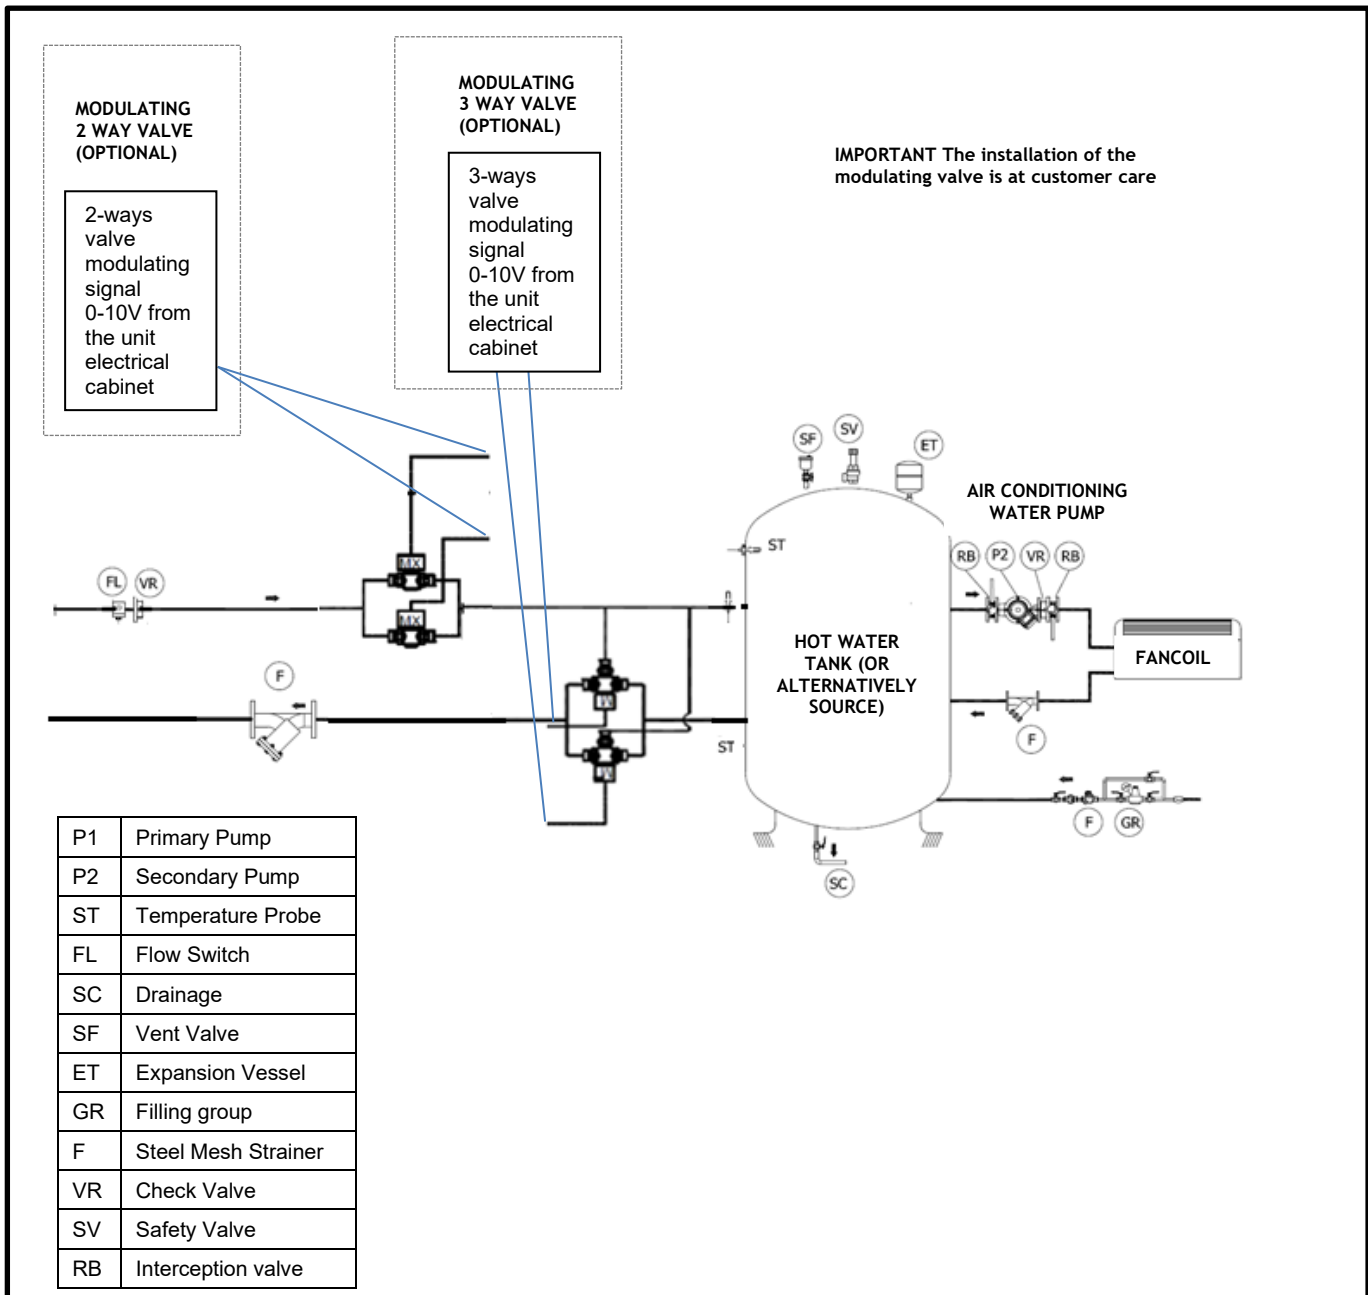 MODULATING
2 WAY VALVE
(OPTIONAL)
2-ways
valve
modulating
signal
0-10V from
the unit
electrical
cabinet
MODULATING
3 WAY VALVE
(OPTIONAL)
3-ways
valve
modulating
signal
0-10V from
the unit
electrical
cabinet
IMPORTANT The installation of the
modulating valve is at customer care
SF
SV
ET
AIR CONDITIONING
WATER PUMP
ST
RB
P2
VR
RB
FL
VR
MX
MX
HOT WATER
TANK (OR
ALTERNATIVELY
SOURCE)
FANCOIL
F
ST
F
F
GR
SC
P1 Primary Pump
P2 Secondary Pump
ST Temperature Probe
FL Flow Switch
SC Drainage
SF Vent Valve
ET Expansion Vessel
GR Filling group
F Steel Mesh Strainer
VR Check Valve
SV Safety Valve
RB Interception valve